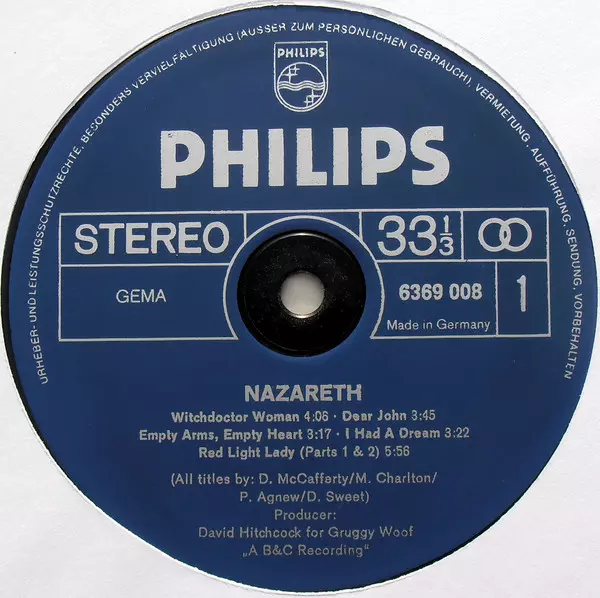 URHEBER- UND LEISTUNGSSCHUTZRECHTE, BESONDERS VERVIELFÄLTIGUNG (AUSSER ZUM PERSÖNLICHEN GEBRAUCH), VERMIETUNG, AUFFÜHRUNG, SENDUNG, VORBEHALTEN
PHILIPS
PHILIPS
STEREO
33 1/3
GEMA
6369 008
1
Made in Germany
NAZARETH
Witchdoctor Woman 4:06 · Dear John 3:45
Empty Arms, Empty Heart 3:17 · I Had A Dream 3:22
Red Light Lady (Parts 1 & 2) 5:56
(All titles by: D. McCafferty/M. Charlton/
P. Agnew/D. Sweet)
Producer:
David Hitchcock for Gruggy Woof
„A B&C Recording"